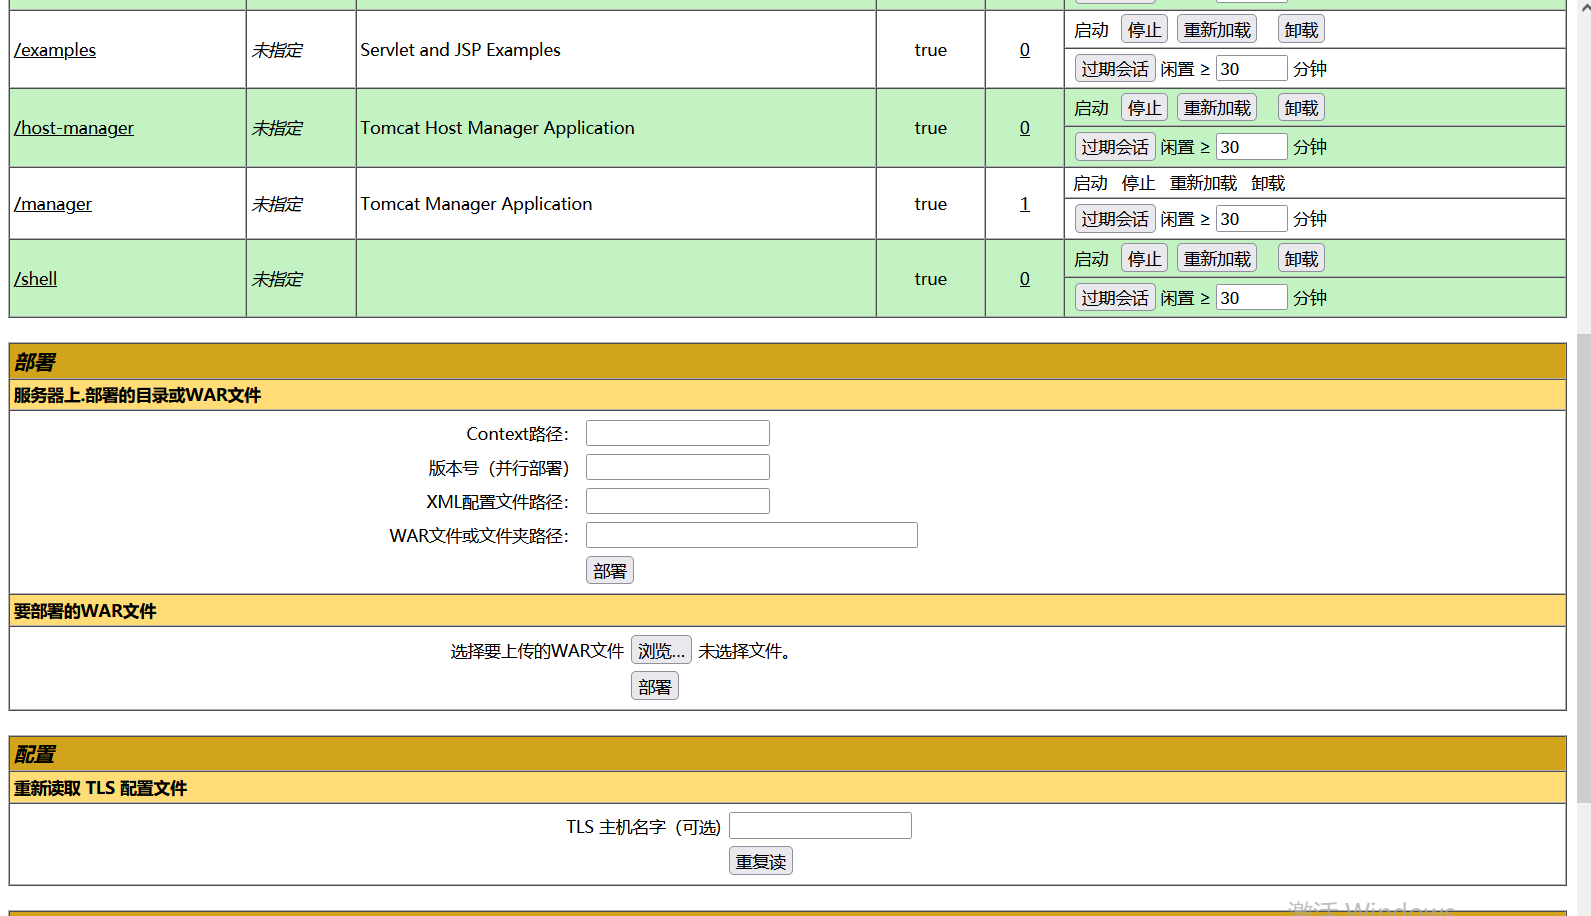 /examples 未指定 Servlet and JSP Examples true 0 启动 停止 重新加载 卸载
过期会话 闲置 ≥ 30 分钟
/host-manager 未指定 Tomcat Host Manager Application true 0 启动 停止 重新加载 卸载
过期会话 闲置 ≥ 30 分钟
/manager 未指定 Tomcat Manager Application true 1 启动 停止 重新加载 卸载
过期会话 闲置 ≥ 30 分钟
/shell 未指定 true 0 启动 停止 重新加载 卸载
过期会话 闲置 ≥ 30 分钟
部署
服务器上.部署的目录或WAR文件
Context路径：
版本号（并行部署）
XML配置文件路径：
WAR文件或文件夹路径：
部署
要部署的WAR文件
选择要上传的WAR文件 浏览... 未选择文件。
部署
配置
重新读取 TLS 配置文件
TLS 主机名字（可选)
重复读
激活 Windows